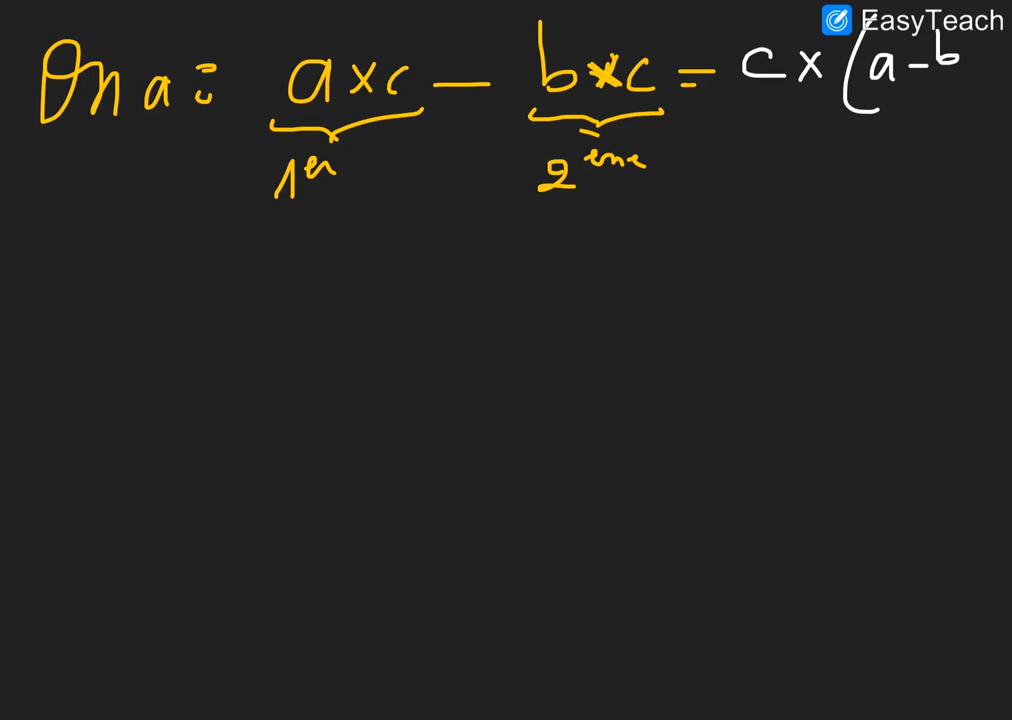 EasyTeach
On a : a × c − b × c = c × (a − b
1er 2ème